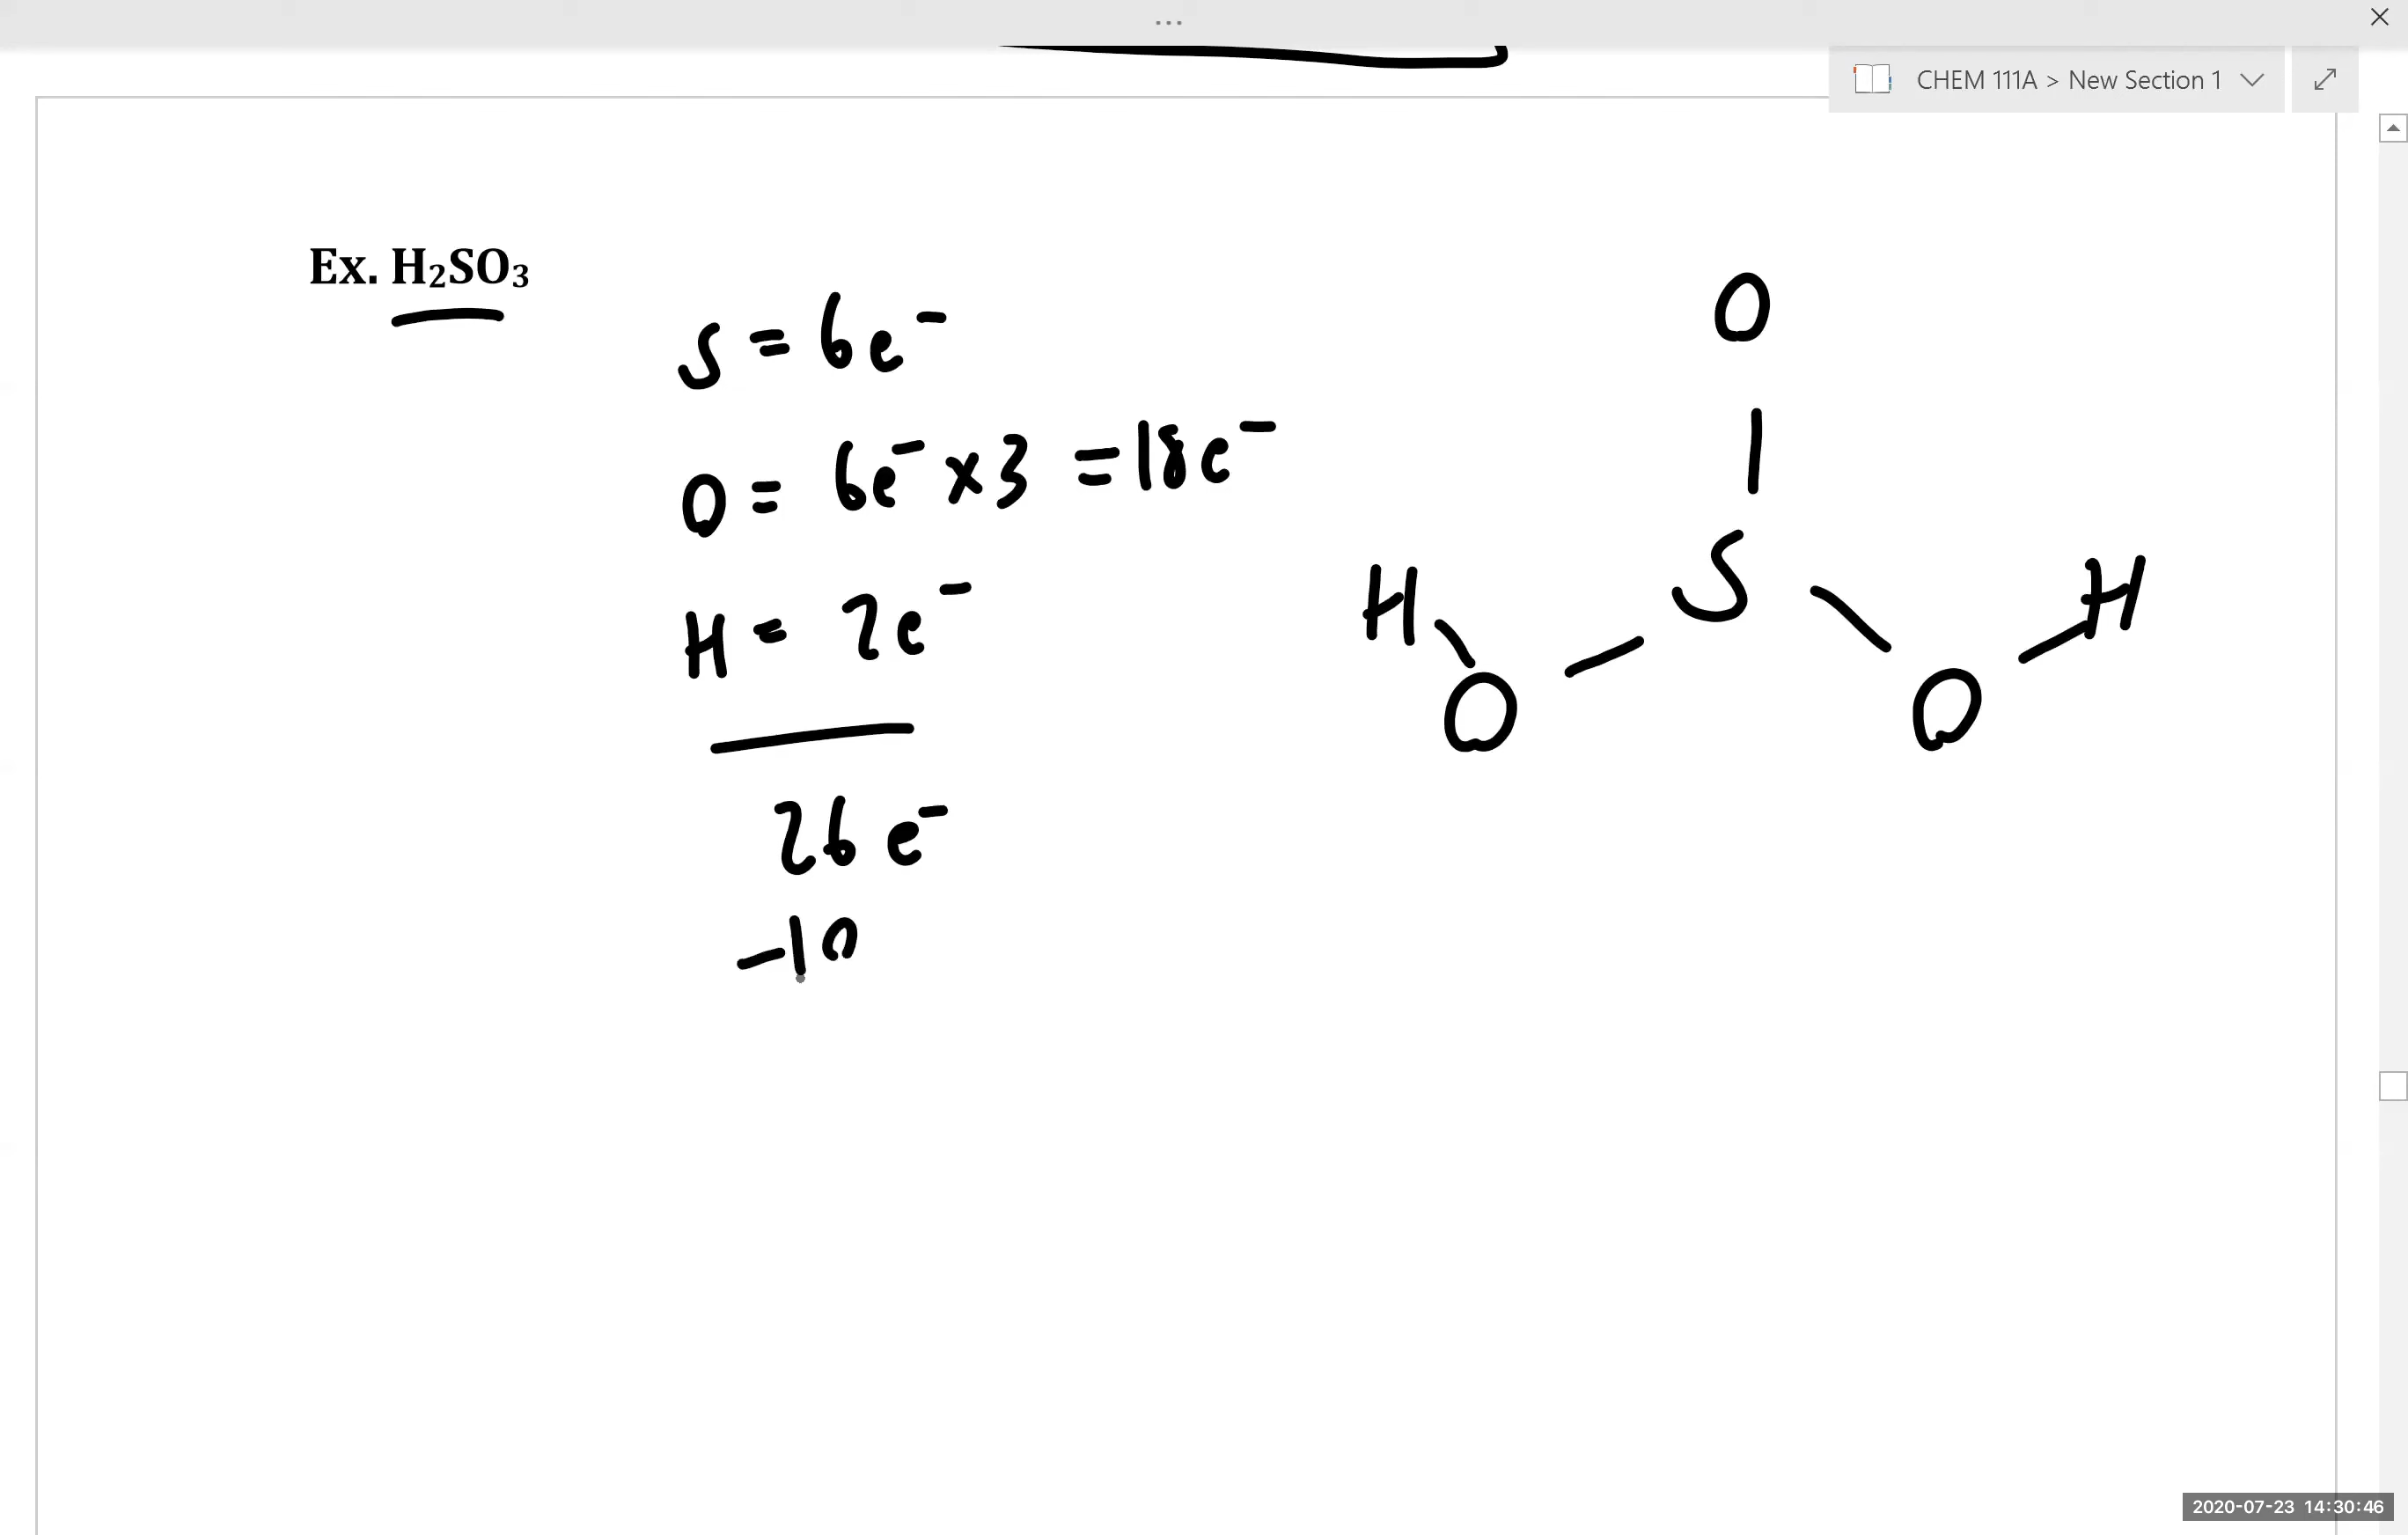 ...
CHEM 111A > New Section 1
Ex. H₂SO₃
S = 6e⁻
O = 6e⁻ x3 = 18e⁻
H = 2e⁻
26 e⁻
-10
O
S
H
H
O
O
2020-07-23 14:30:46